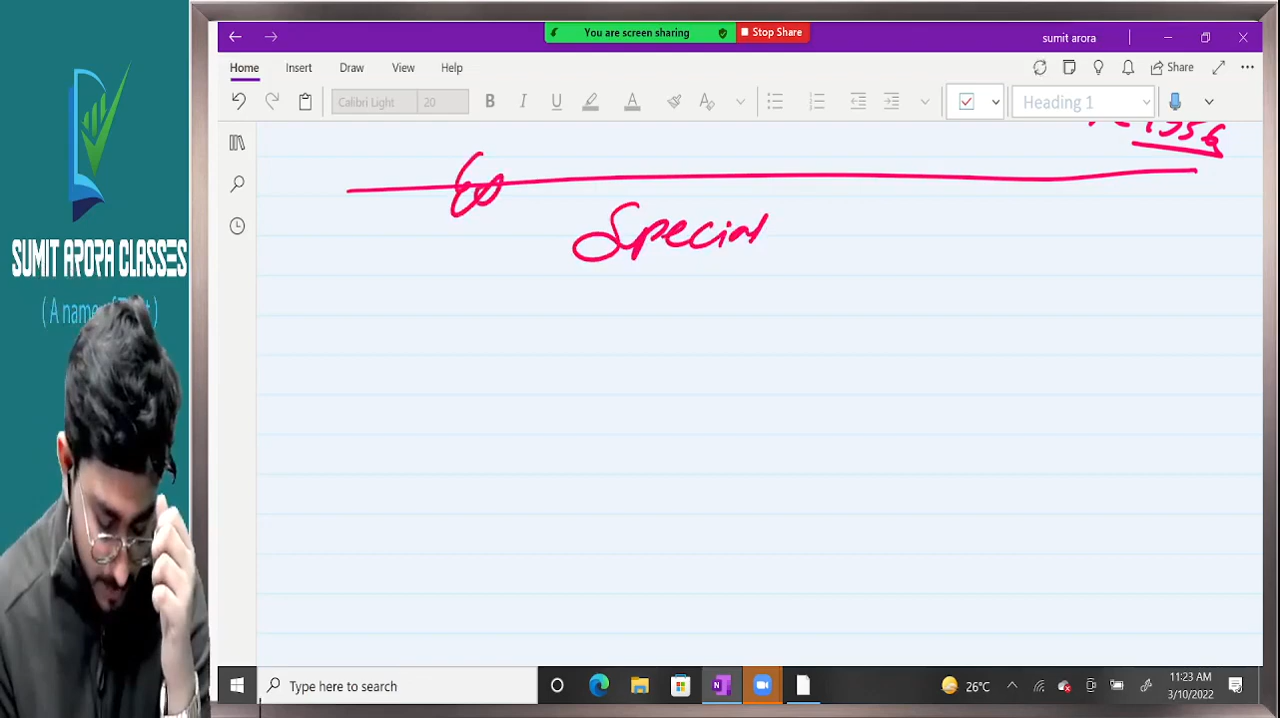 You are screen sharing Stop Share
sumit arora
Home Insert Draw View Help
Share
Calibri Light 20 B I U A Heading 1
Special
SUMIT ARORA CLASSES
Type here to search
26°C
11:23 AM
3/10/2022